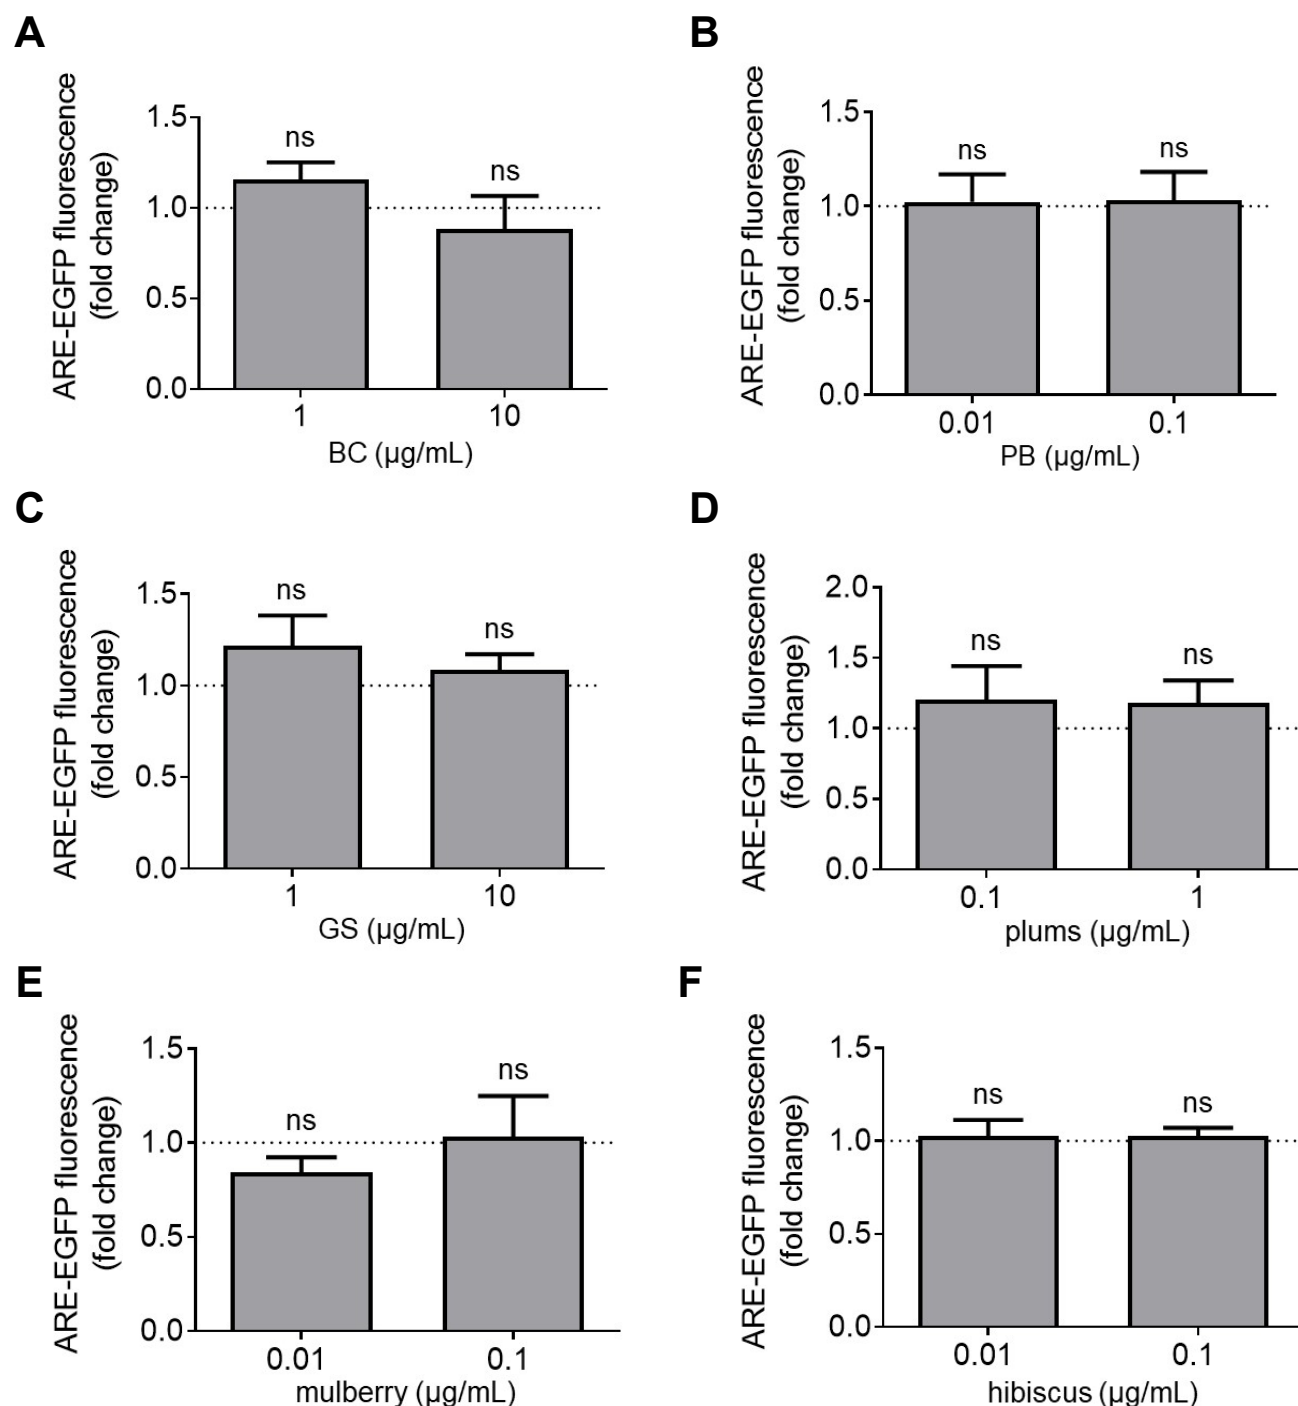 A
ARE-EGFP fluorescence
(fold change)
1.5
1.0
0.5
0.0
ns
ns
1
10
BC (µg/mL)
B
ARE-EGFP fluorescence
(fold change)
1.5
1.0
0.5
0.0
ns
ns
0.01
0.1
PB (µg/mL)
C
ARE-EGFP fluorescence
(fold change)
1.5
1.0
0.5
0.0
ns
ns
1
10
GS (µg/mL)
D
ARE-EGFP fluorescence
(fold change)
2.0
1.5
1.0
0.5
0.0
ns
ns
0.1
1
plums (µg/mL)
E
ARE-EGFP fluorescence
(fold change)
1.5
1.0
0.5
0.0
ns
ns
0.01
0.1
mulberry (µg/mL)
F
ARE-EGFP fluorescence
(fold change)
1.5
1.0
0.5
0.0
ns
ns
0.01
0.1
hibiscus (µg/mL)